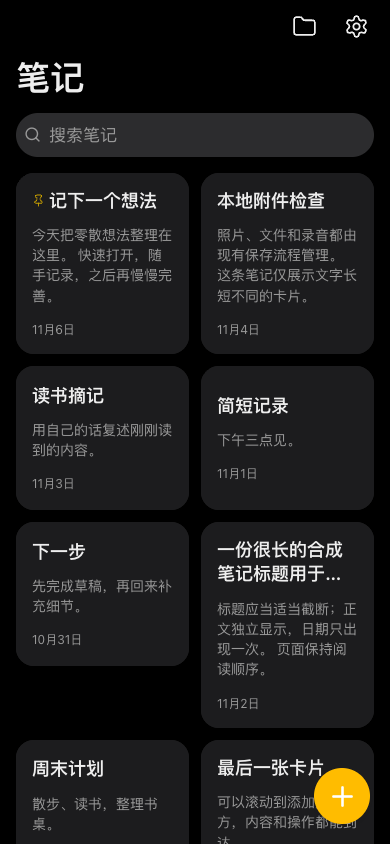 笔记
搜索笔记
记下一个想法
今天把零散想法整理在
这里。 快速打开，随
手记录，之后再慢慢完
善。
11月6日
本地附件检查
照片、文件和录音都由
现有保存流程管理。
这条笔记仅展示文字长
短不同的卡片。
11月4日
读书摘记
用自己的话复述刚刚读
到的内容。
11月3日
简短记录
下午三点见。
11月1日
下一步
先完成草稿，再回来补
充细节。
10月31日
一份很长的合成
笔记标题用于...
标题应当适当截断；正
文独立显示，日期只出
现一次。 页面保持阅
读顺序。
11月2日
周末计划
散步、读书，整理书
桌。
最后一张卡片
可以滚动到添加
方，内容和操作都能到
达